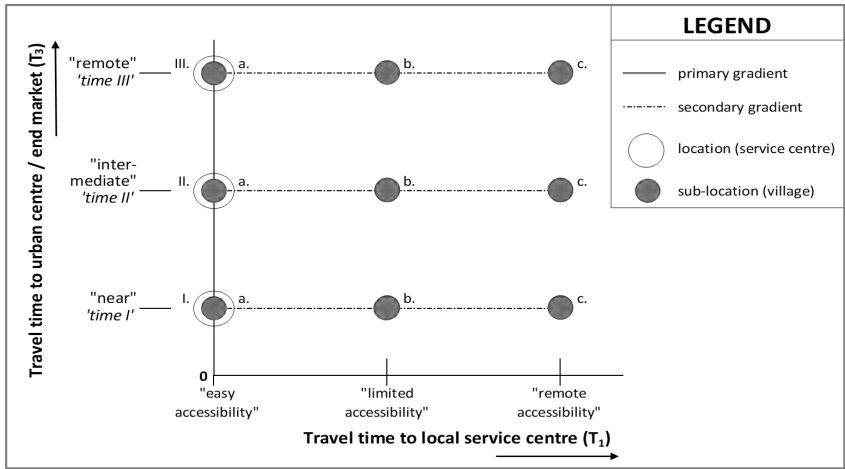 LEGEND
primary gradient
secondary gradient
location (service centre)
sub-location (village)
Travel time to urban centre / end market (T3)
"remote"
'time III'
III. a. b. c.
"inter-
mediate"
'time II'
II. a. b. c.
"near"
'time I'
I. a. b. c.
0
"easy
accessibility"
"limited
accessibility"
"remote
accessibility"
Travel time to local service centre (T1)